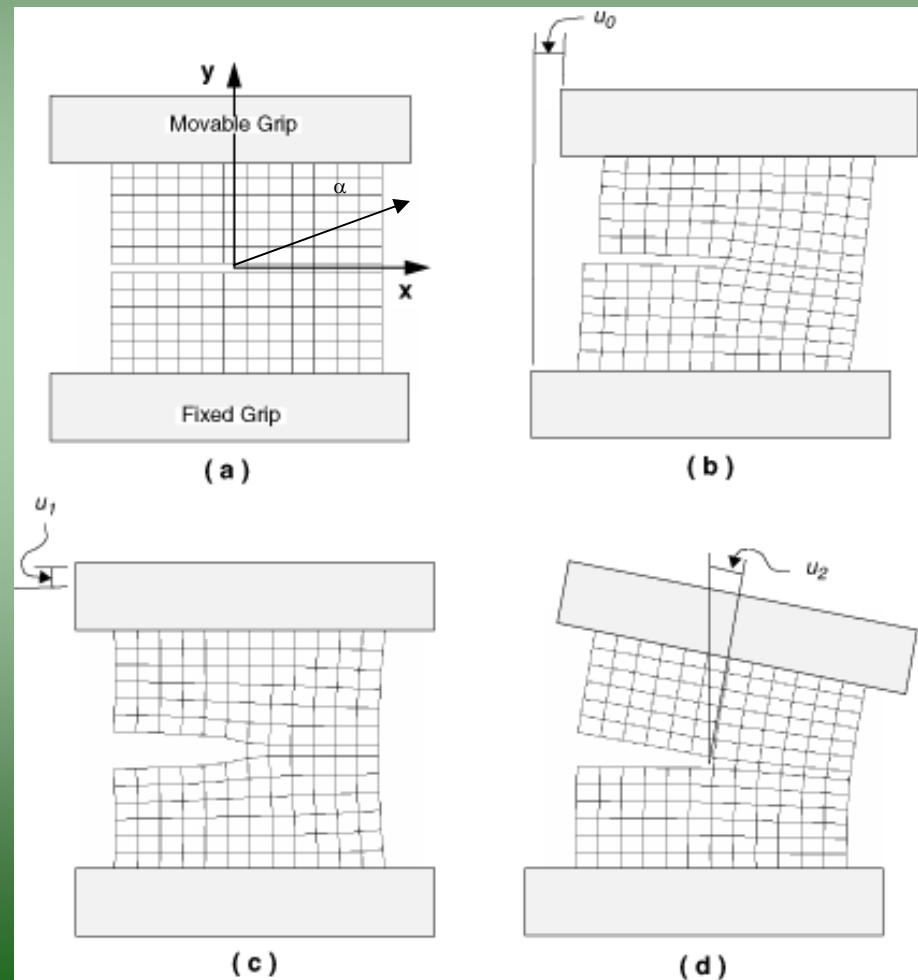 y
Movable Grip
α
x
Fixed Grip
( a )
u0
( b )
u1
( c )
u2
( d )